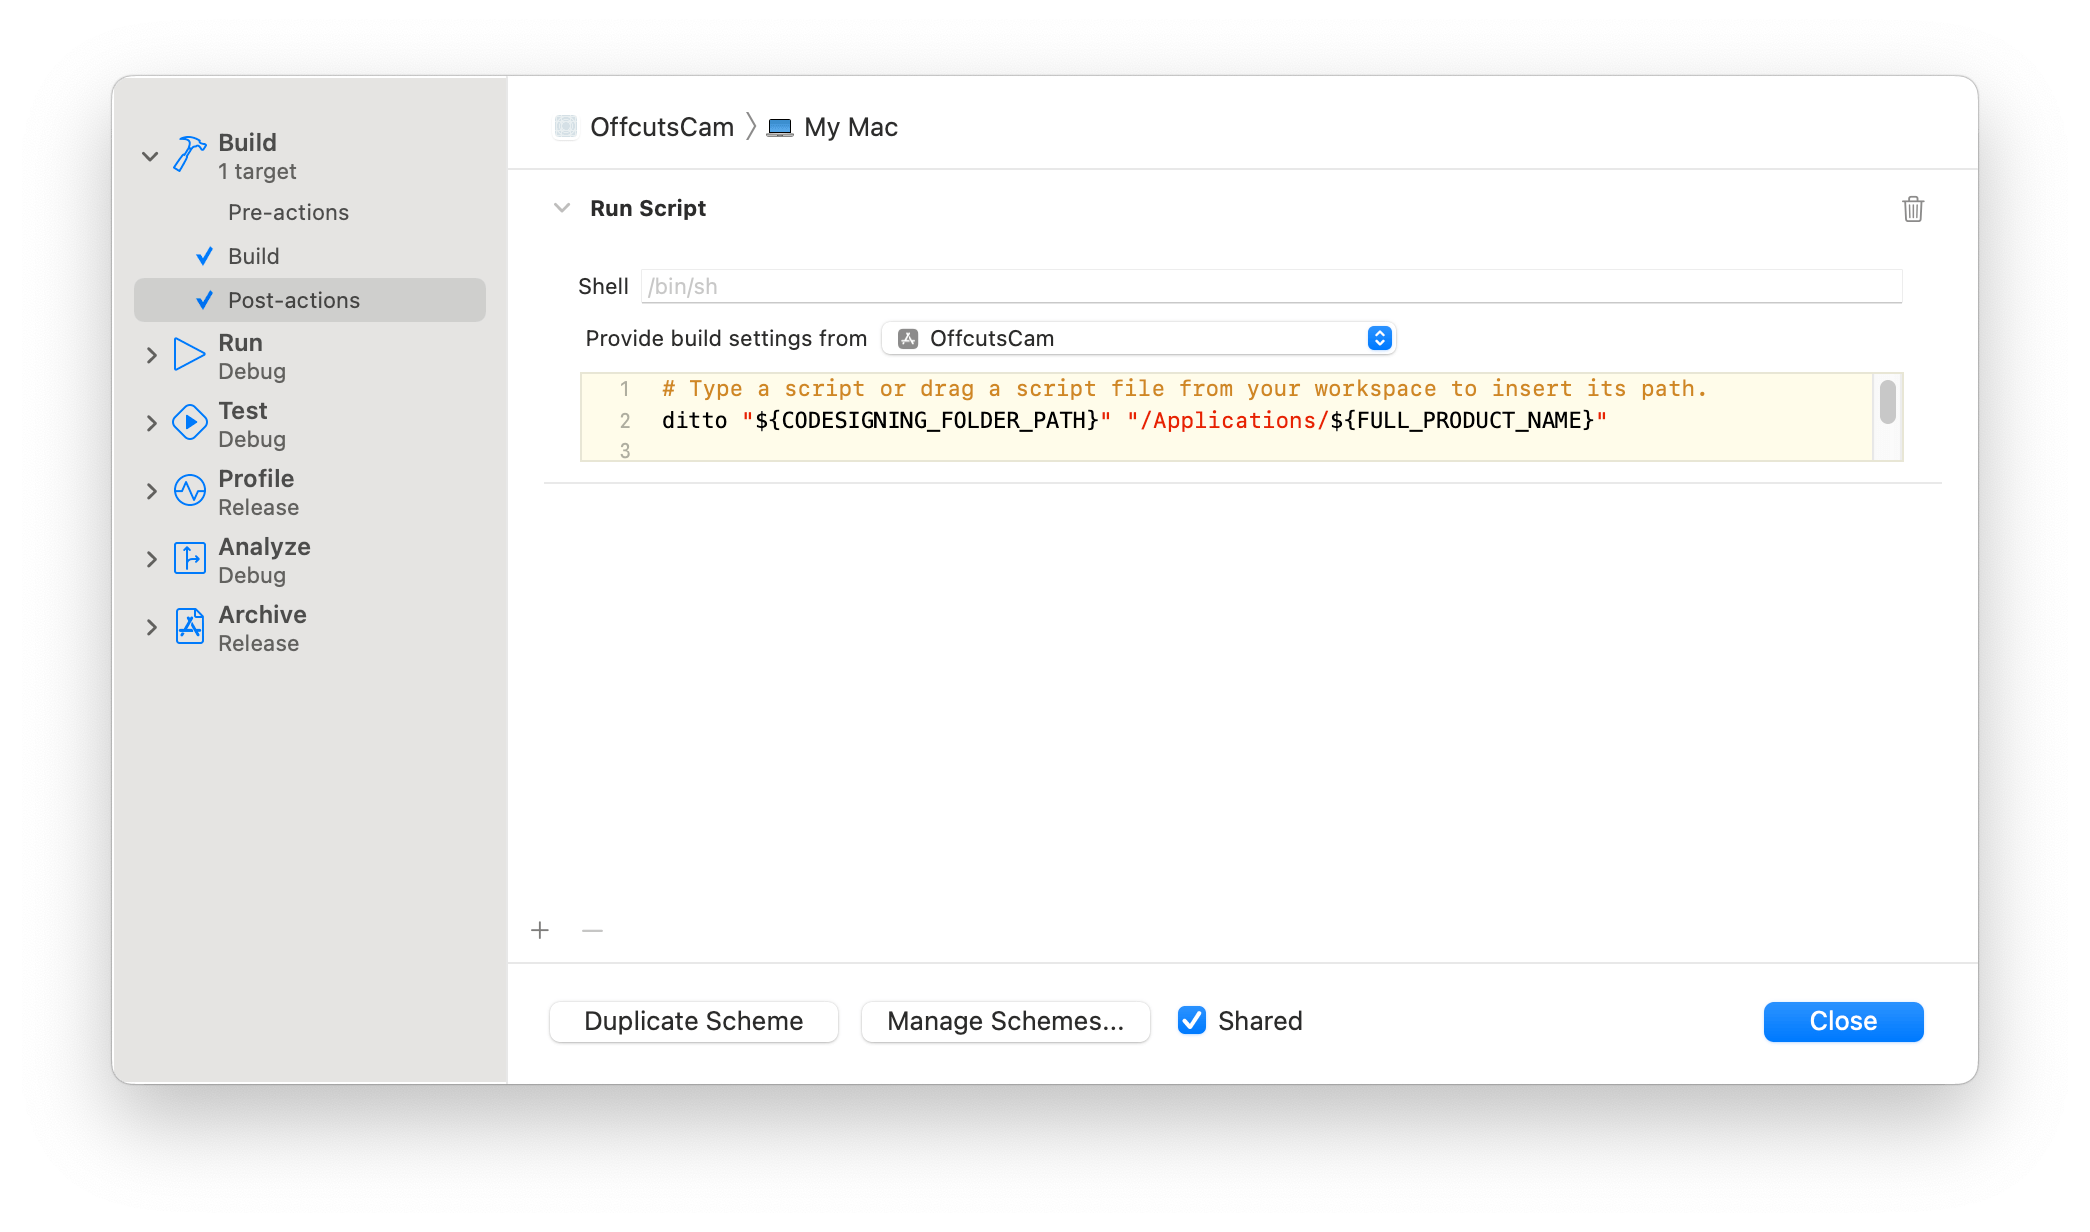 Build
1 target
Pre-actions
Build
Post-actions
Run
Debug
Test
Debug
Profile
Release
Analyze
Debug
Archive
Release
OffcutsCam 〉 My Mac
Run Script
Shell /bin/sh
Provide build settings from OffcutsCam
1 # Type a script or drag a script file from your workspace to insert its path.
2 ditto "${CODESIGNING_FOLDER_PATH}" "/Applications/${FULL_PRODUCT_NAME}"
3
Duplicate Scheme Manage Schemes... Shared Close